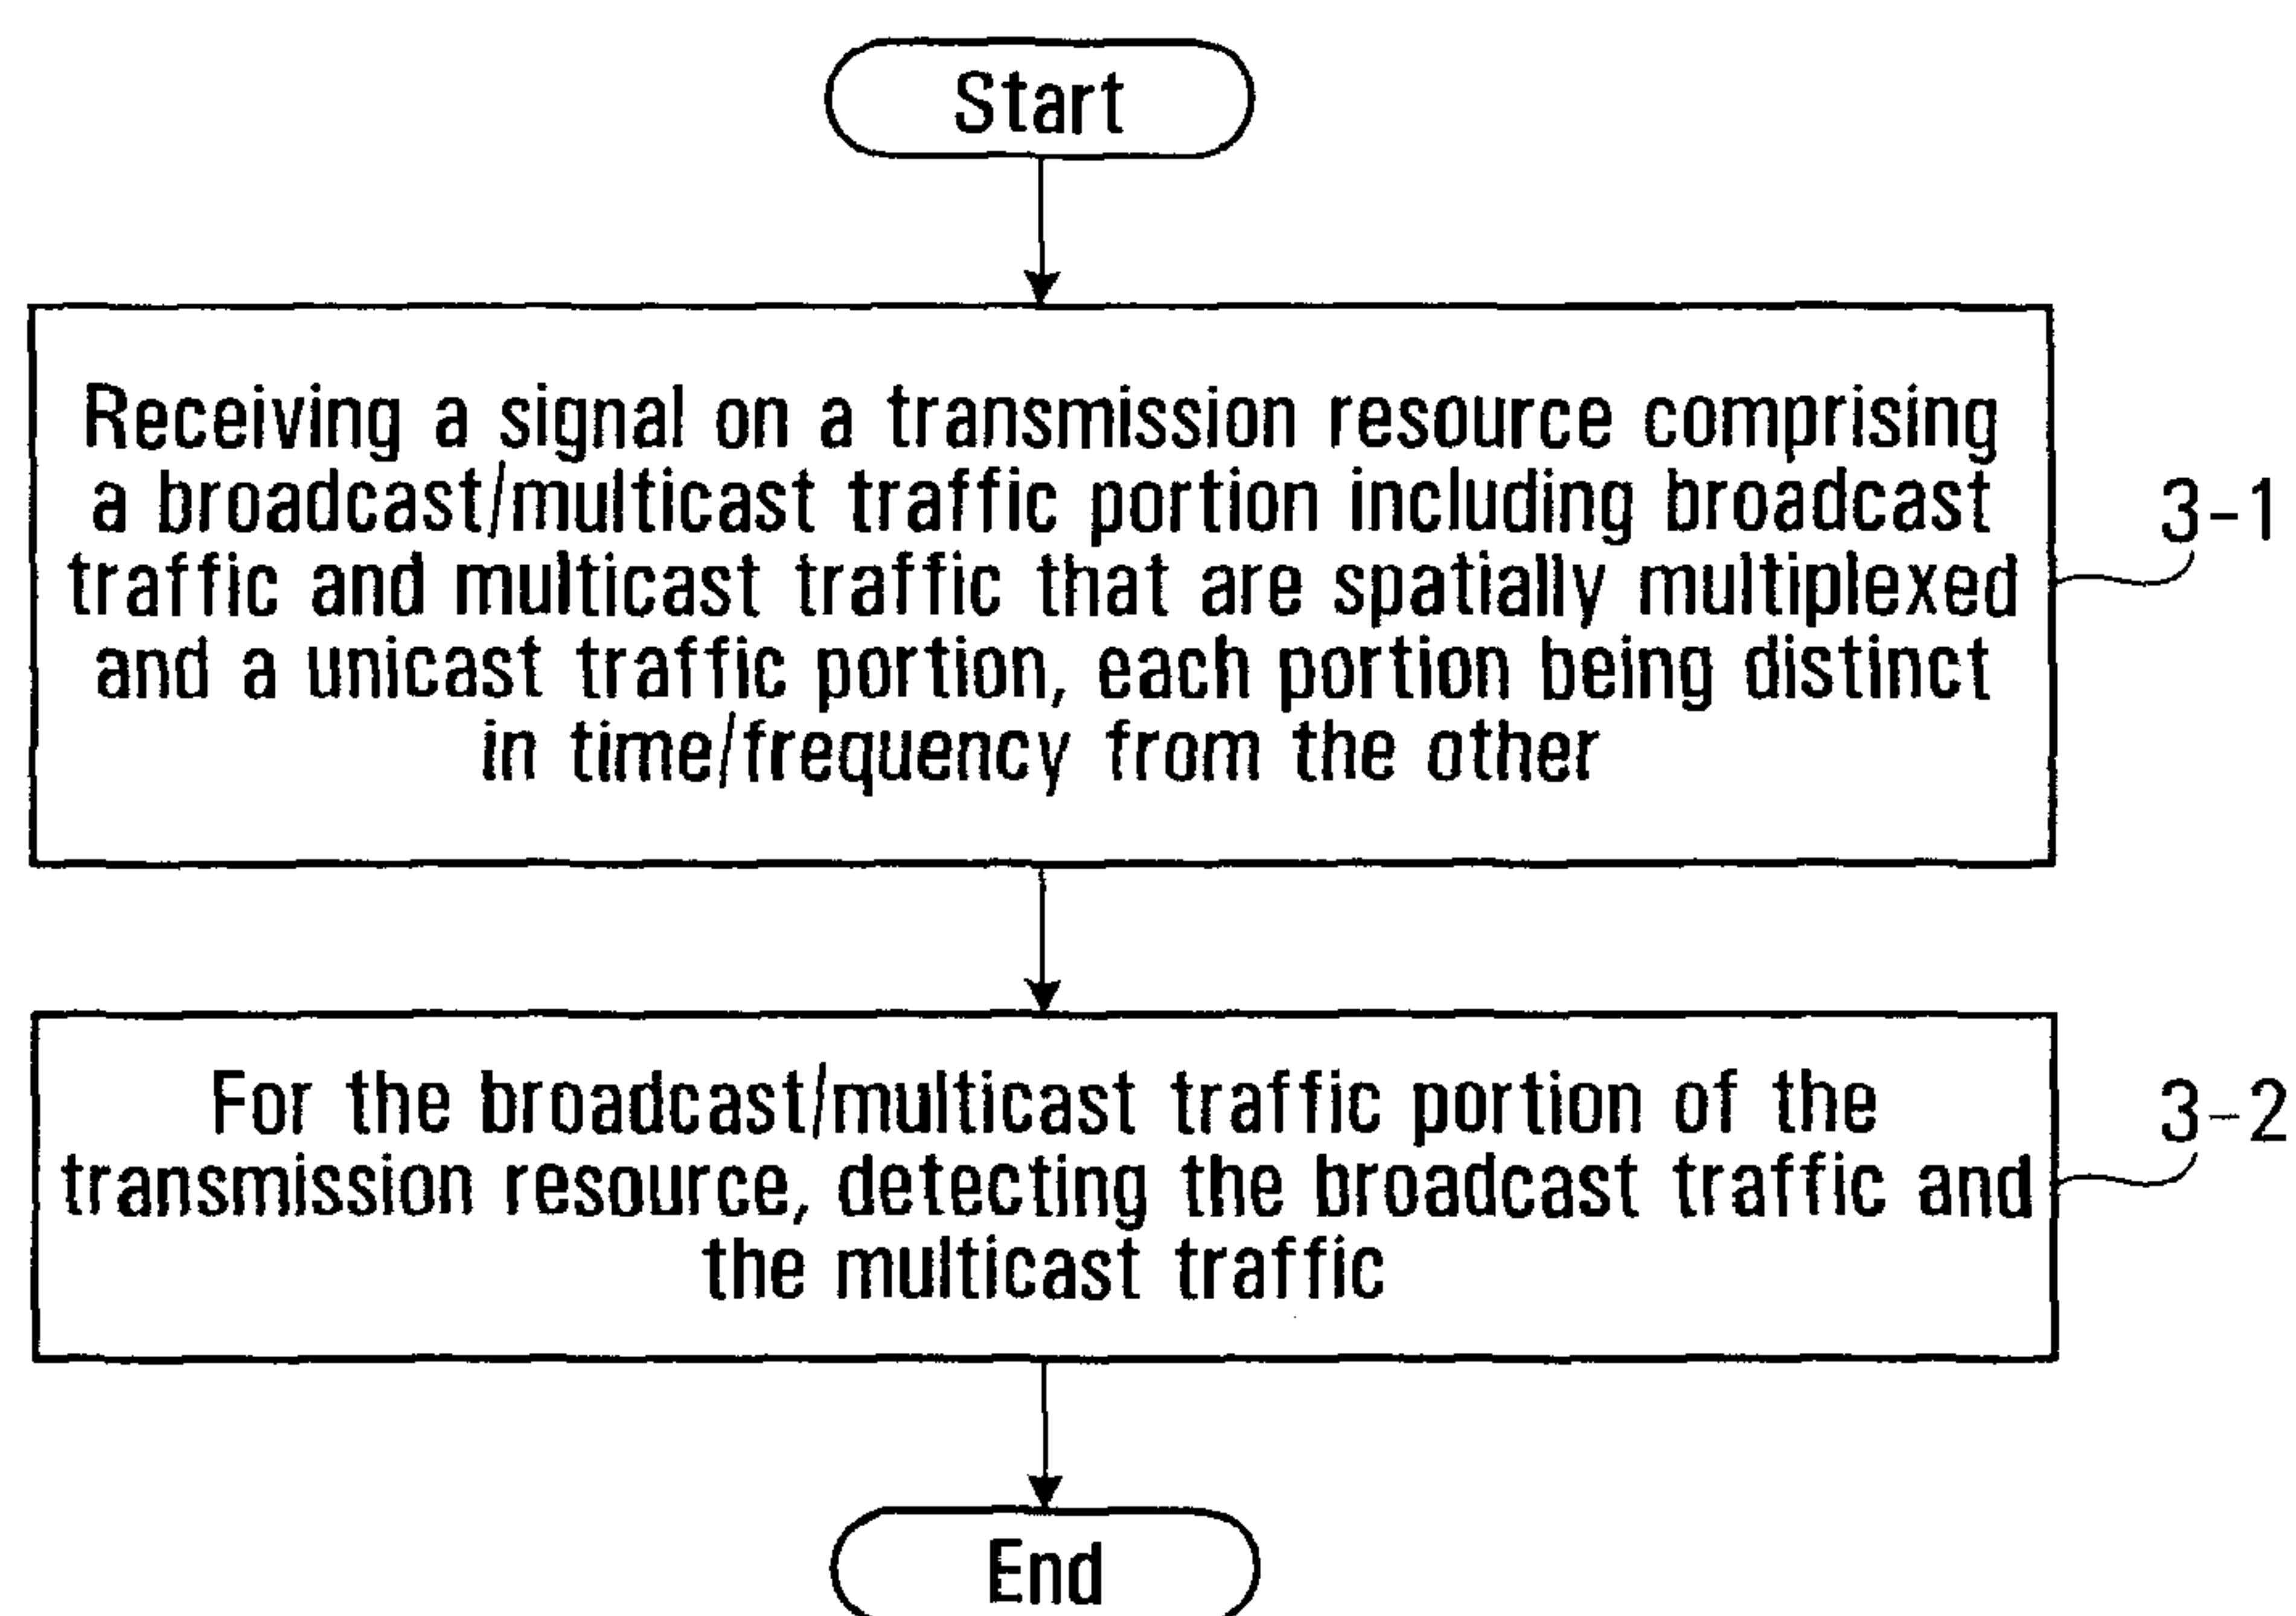 Start
Receiving a signal on a transmission resource comprising
a broadcast/multicast traffic portion including broadcast
traffic and multicast traffic that are spatially multiplexed
and a unicast traffic portion, each portion being distinct
in time/frequency from the other
3-1
For the broadcast/multicast traffic portion of the
transmission resource, detecting the broadcast traffic and
the multicast traffic
3-2
End